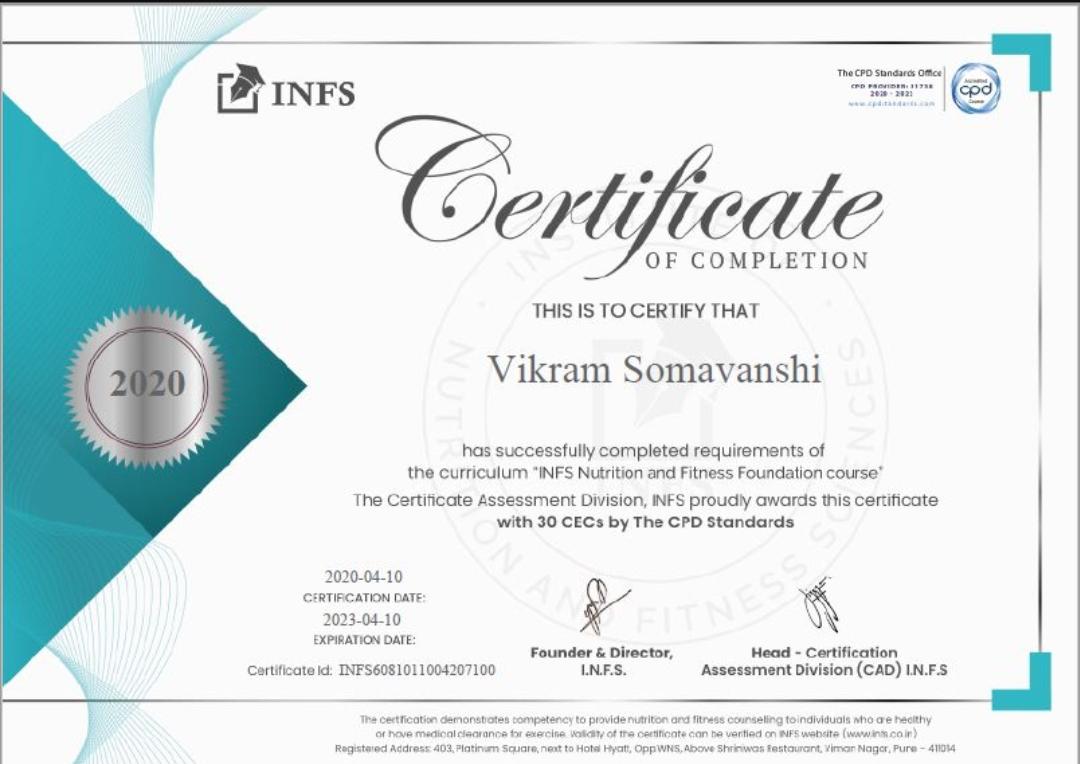 INFS
The CPD Standards Office
CPD PROVIDER: 11738
2020 - 2021
www.cpdstandards.com
Accredited
cpd
Course
Certificate
OF COMPLETION
THIS IS TO CERTIFY THAT
Vikram Somavanshi
2020
has successfully completed requirements of
the curriculum "INFS Nutrition and Fitness Foundation course"
The Certificate Assessment Division, INFS proudly awards this certificate
with 30 CECs by The CPD Standards
INSTITUTE OF NUTRITION AND FITNESS SCIENCES
INFS
2020-04-10
CERTIFICATION DATE:
2023-04-10
EXPIRATION DATE:
Certificate Id: INFS6081011004207100
Founder & Director,
I.N.F.S.
Head - Certification
Assessment Division (CAD) I.N.F.S
The certification demonstrates competency to provide nutrition and fitness counselling to individuals who are healthy
or have medical clearance for exercise. Validity of the certificate can be verified on INFS website (www.infs.co.in)
Registered Address: 403, Platinum Square, next to Hotel Hyatt, Opp.WNS, Above Shriniwas Restaurant, Viman Nagar, Pune - 411014